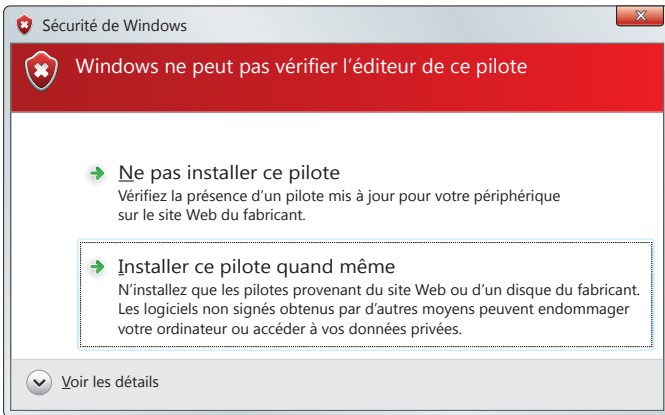 Sécurité de Windows
Windows ne peut pas vérifier l’éditeur de ce pilote
Ne pas installer ce pilote
Vérifiez la présence d’un pilote mis à jour pour votre périphérique
sur le site Web du fabricant.
Installer ce pilote quand même
N’installez que les pilotes provenant du site Web ou d’un disque du fabricant.
Les logiciels non signés obtenus par d’autres moyens peuvent endommager
votre ordinateur ou accéder à vos données privées.
Voir les détails